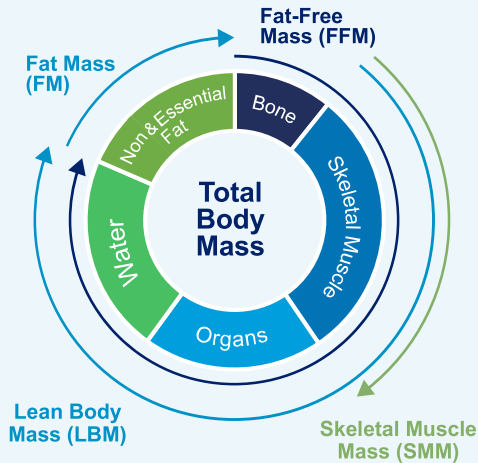 Fat-Free
Mass (FFM)
Fat Mass
(FM)
Non & Essential
Fat
Bone
Skeletal Muscle
Total
Body
Mass
Water
Organs
Lean Body
Mass (LBM)
Skeletal Muscle
Mass (SMM)